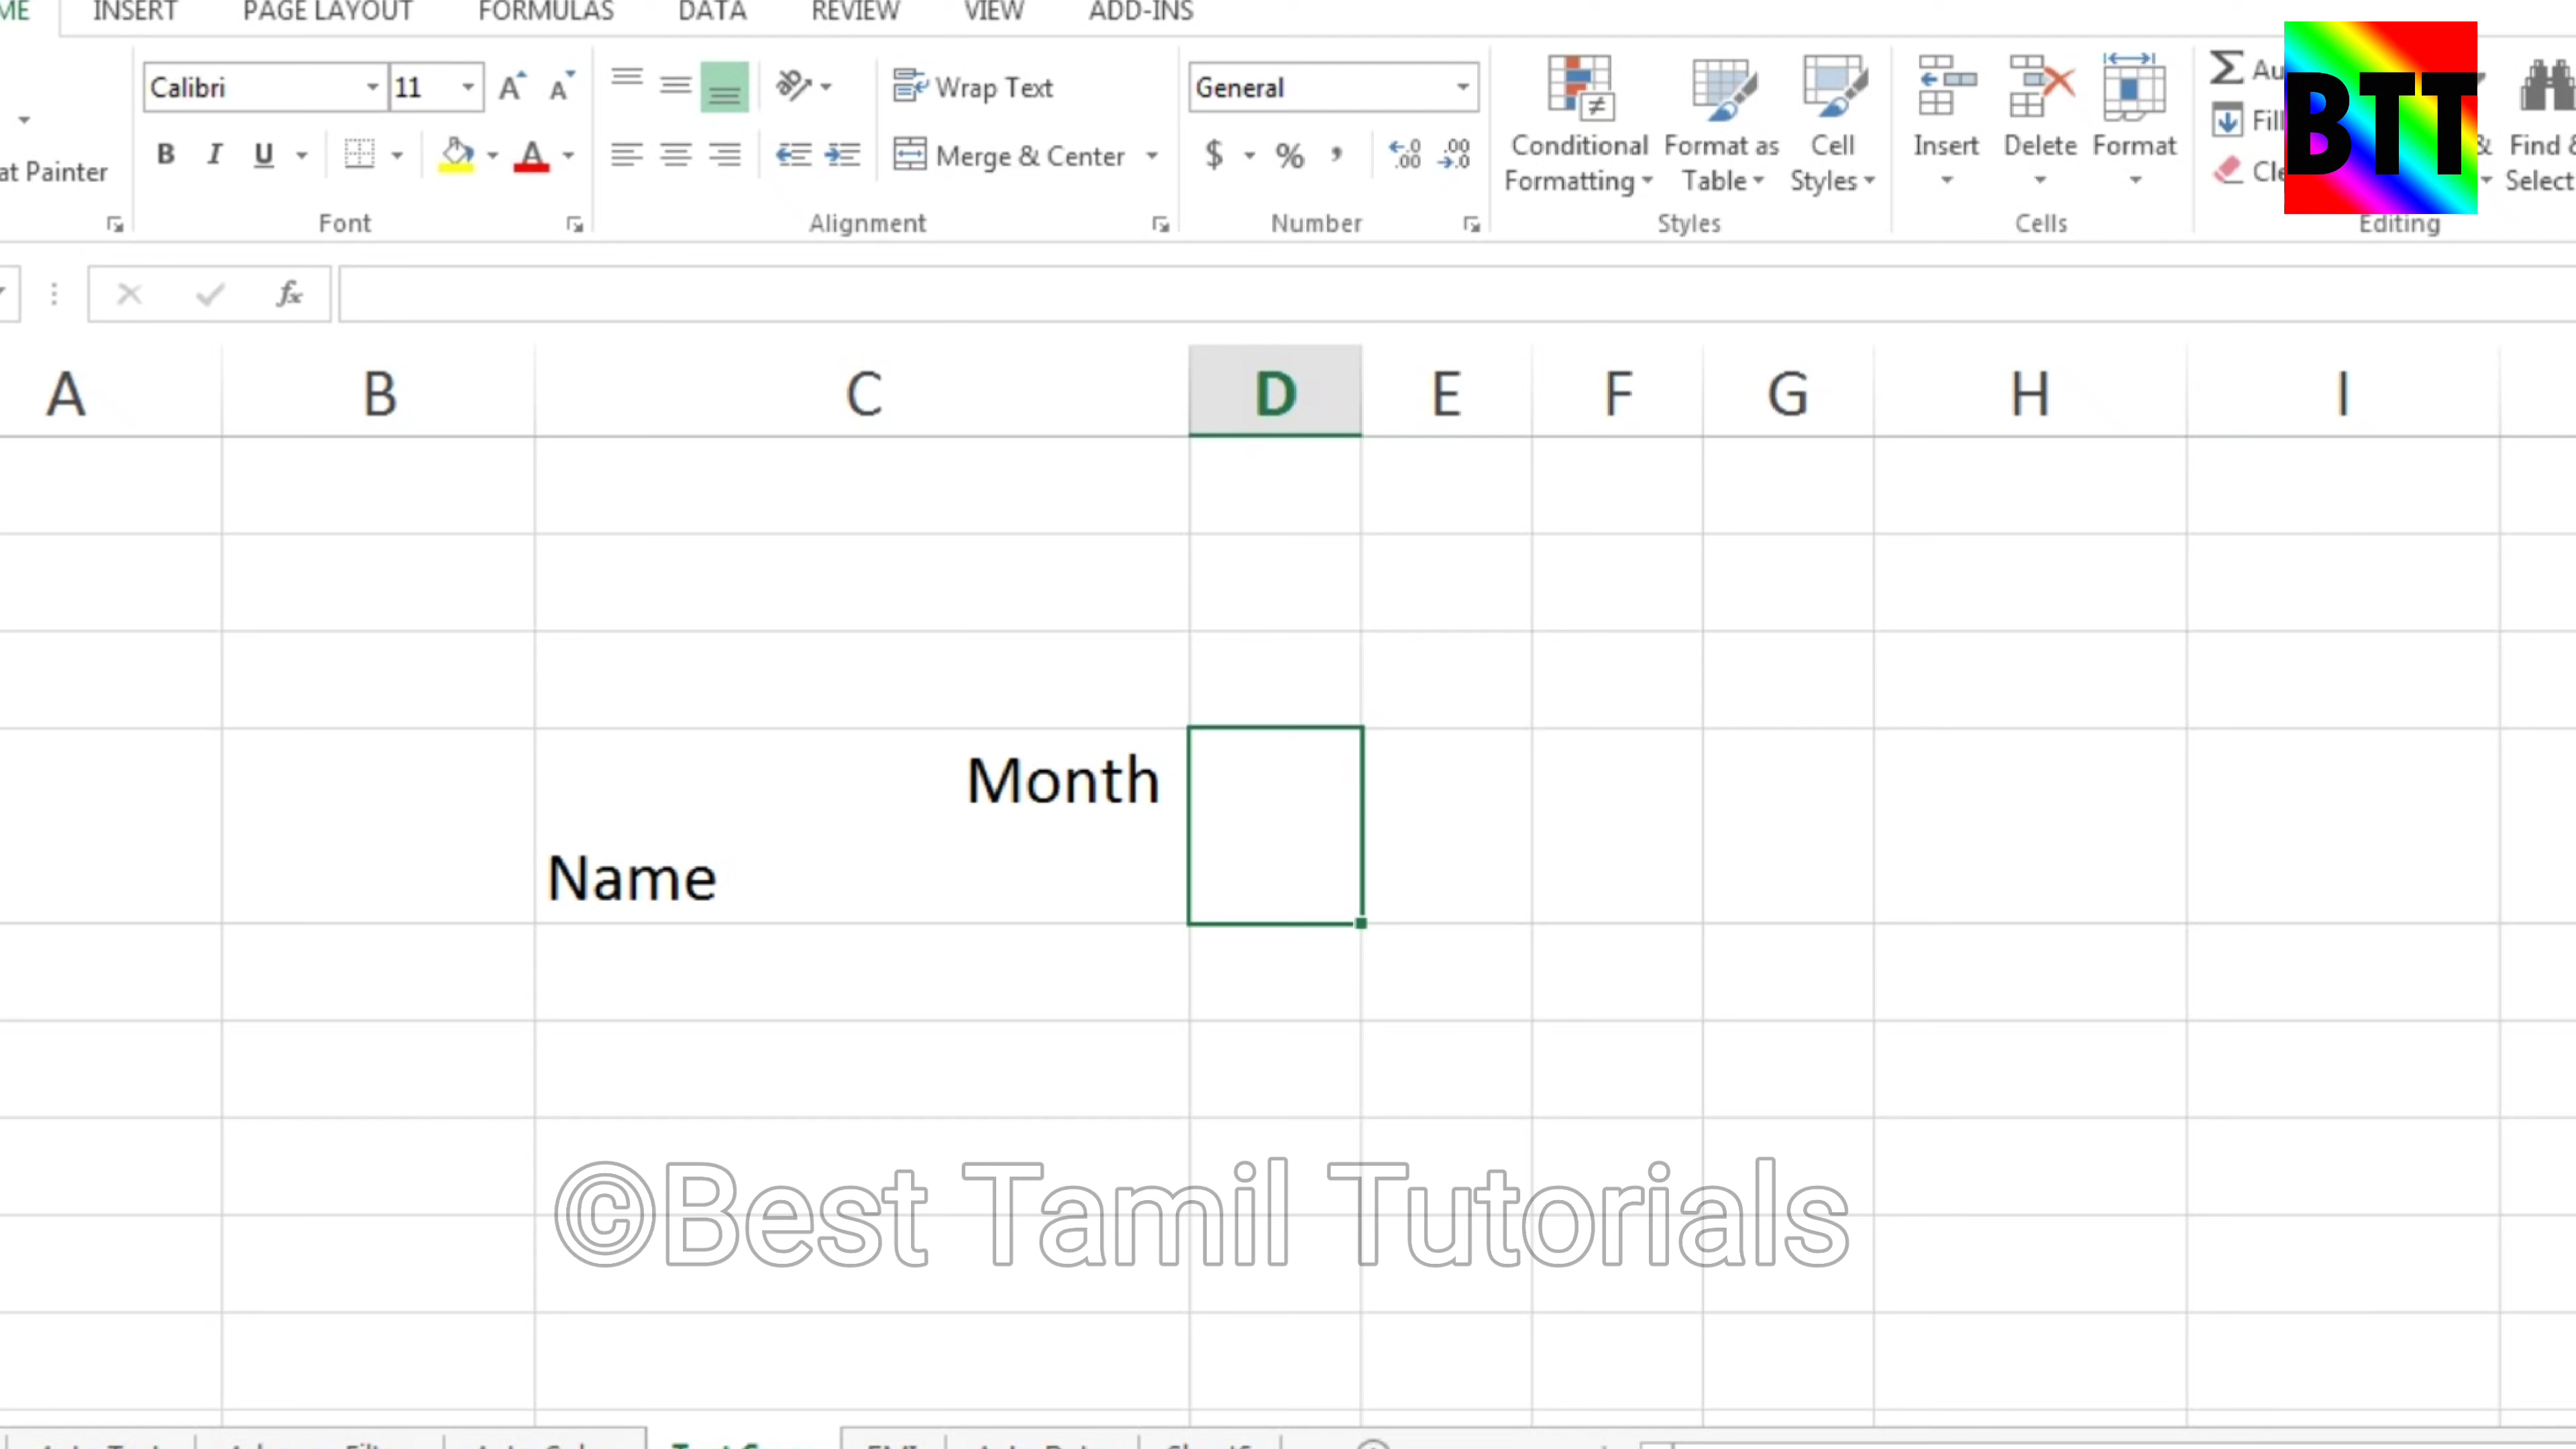 INSERT PAGE LAYOUT FORMULAS DATA REVIEW VIEW ADD-INS
Calibri 11 Wrap Text General
B I U Merge & Center $ % ,
Painter
Conditional Formatting Format as Table Cell Styles Insert Delete Format Fill Find & Select
BTT
Font Alignment Number Styles Cells Editing
fx
A B C D E F G H I
Month
Name
©Best Tamil Tutorials